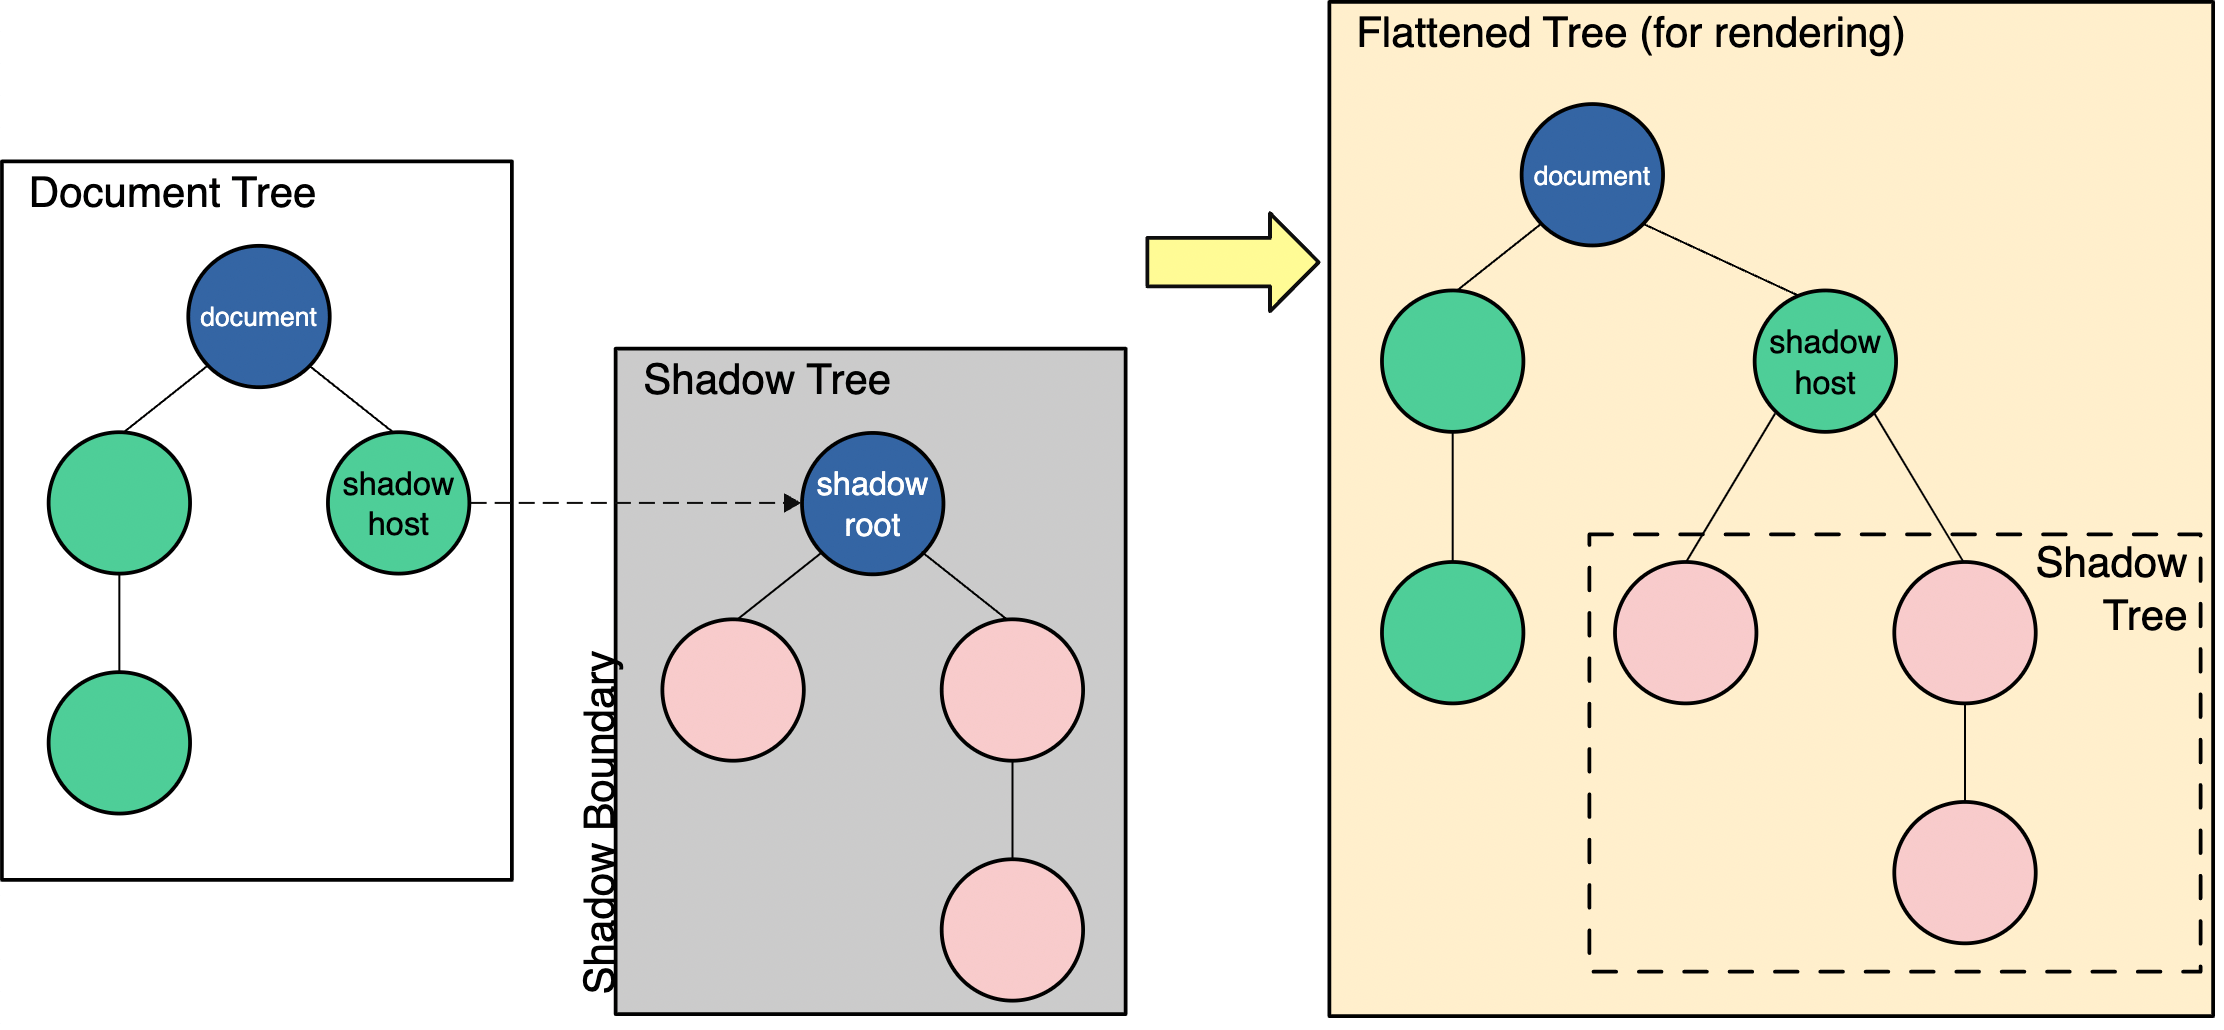 Document Tree
document
shadow
host
Shadow Tree
shadow
root
Shadow Boundary
Flattened Tree (for rendering)
document
shadow
host
Shadow
Tree